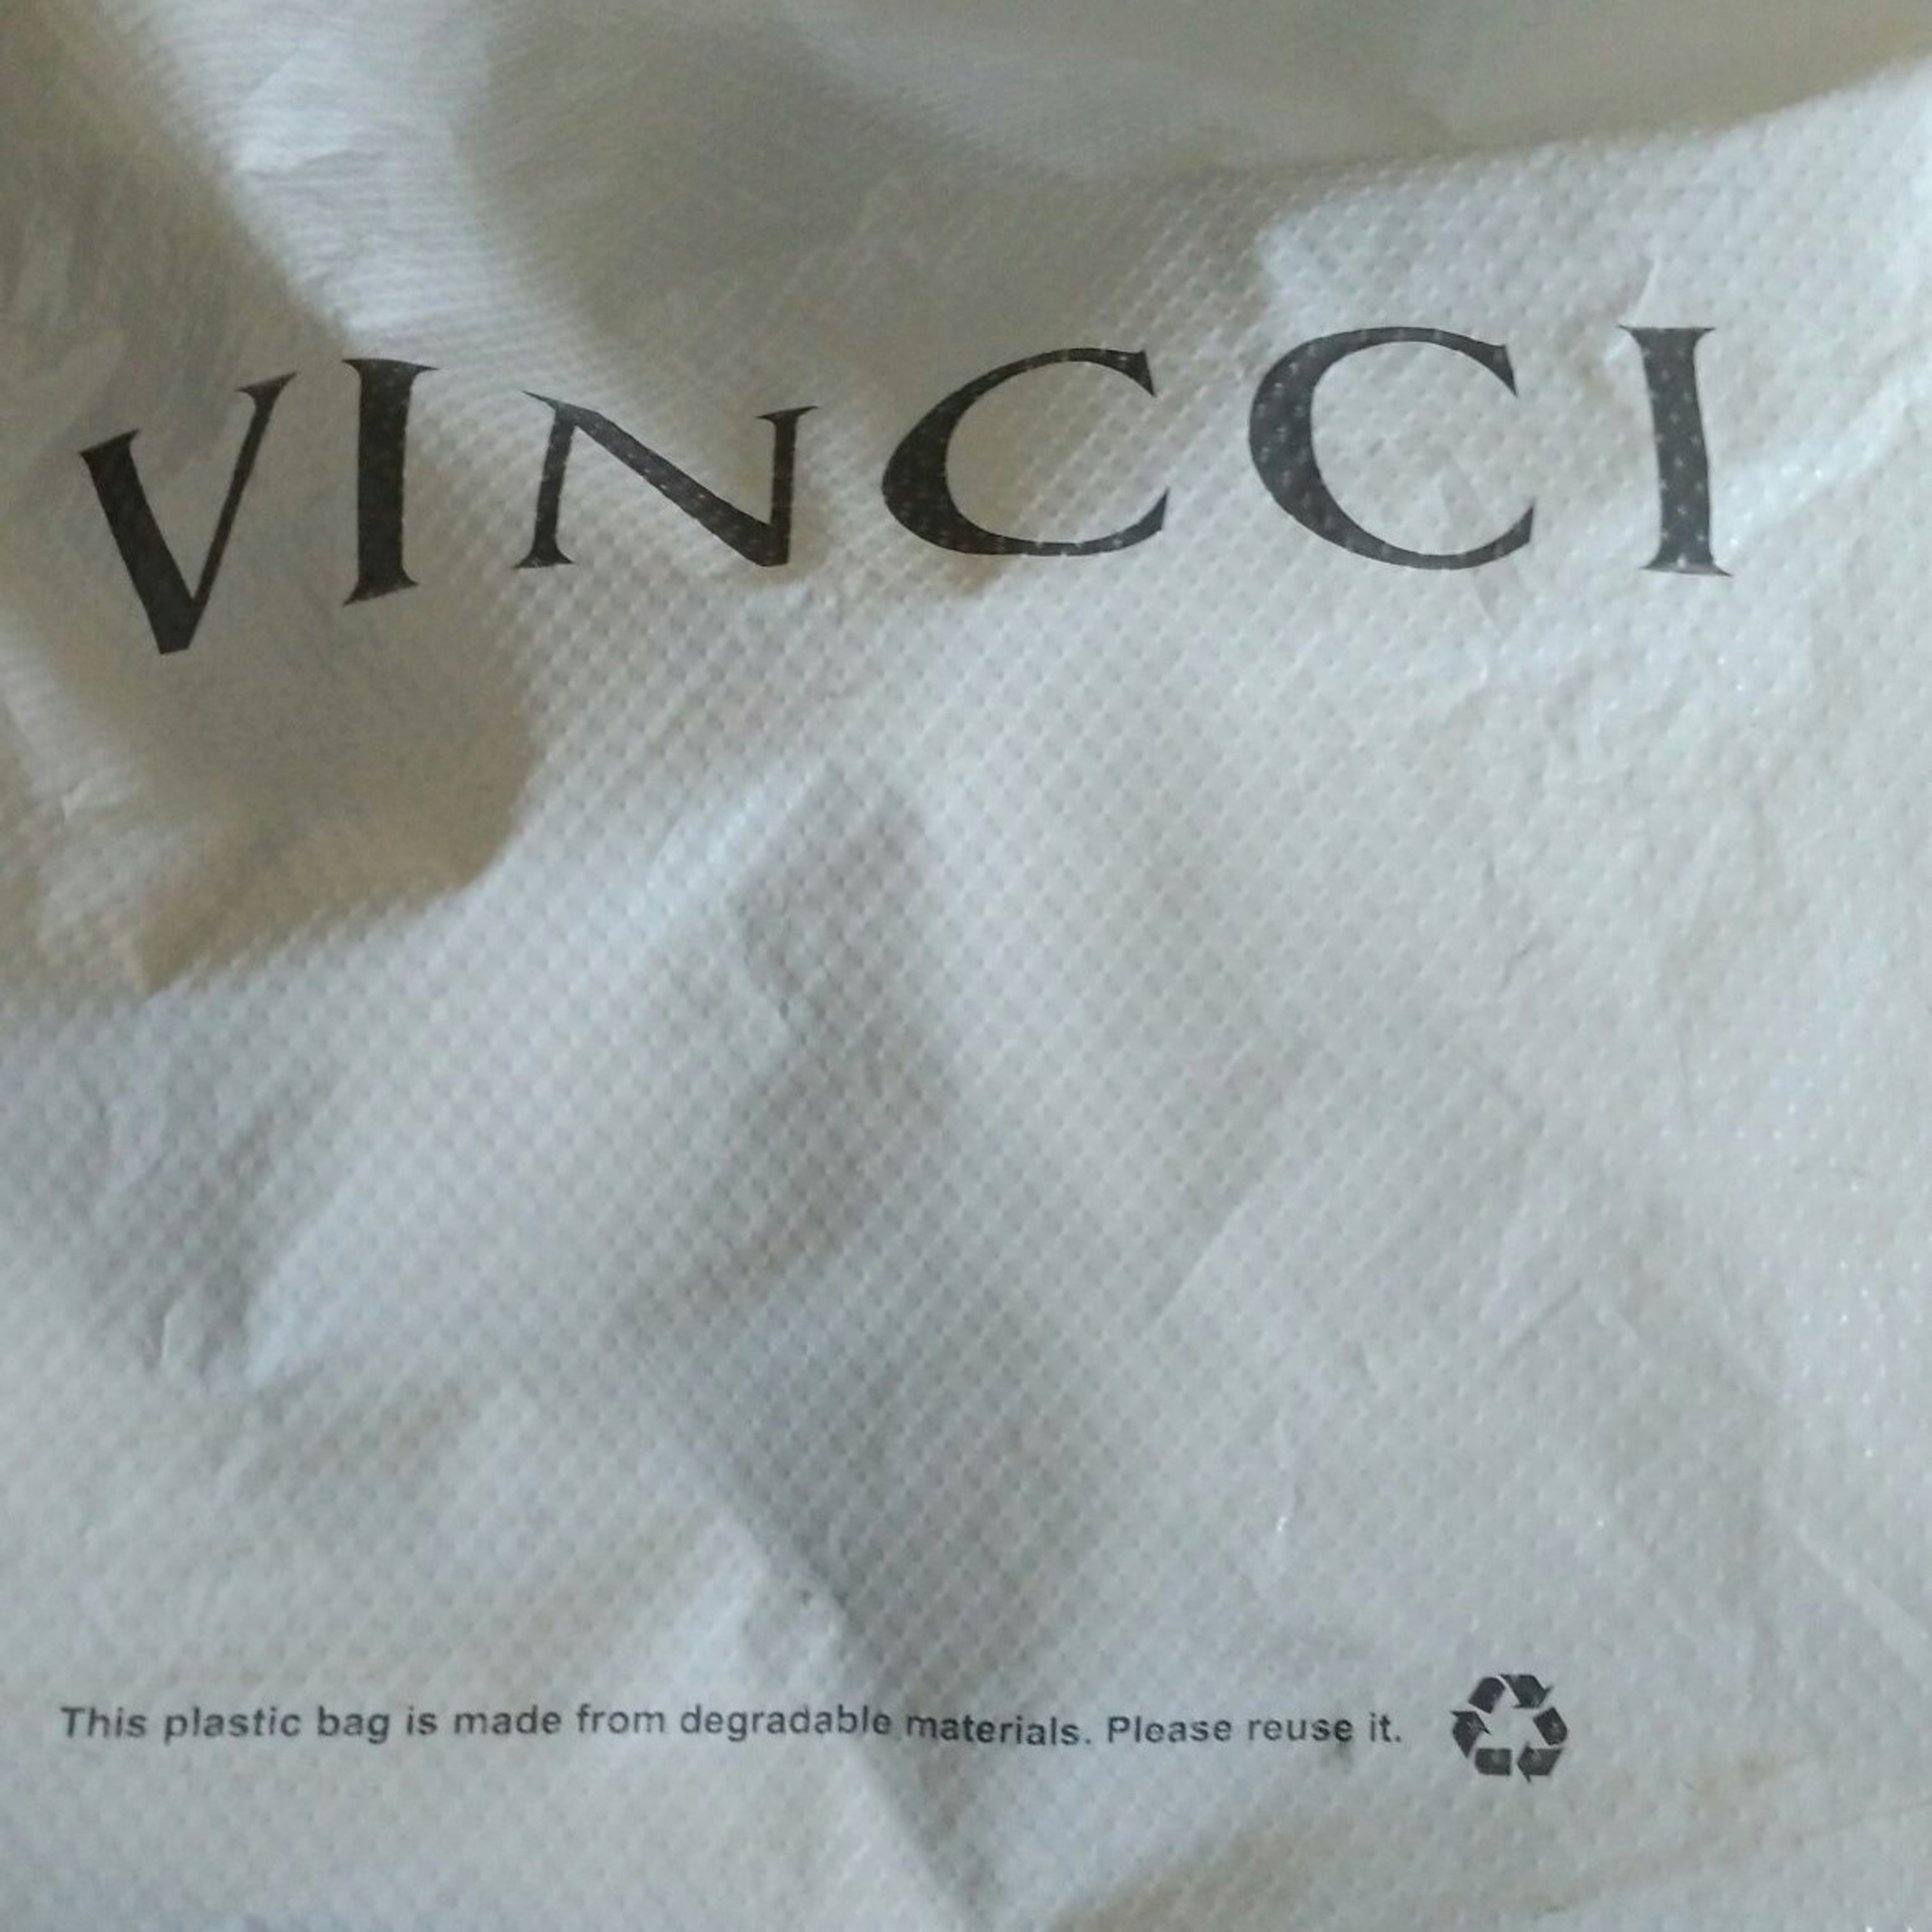 VINCCI
This plastic bag is made from degradable materials. Please reuse it.